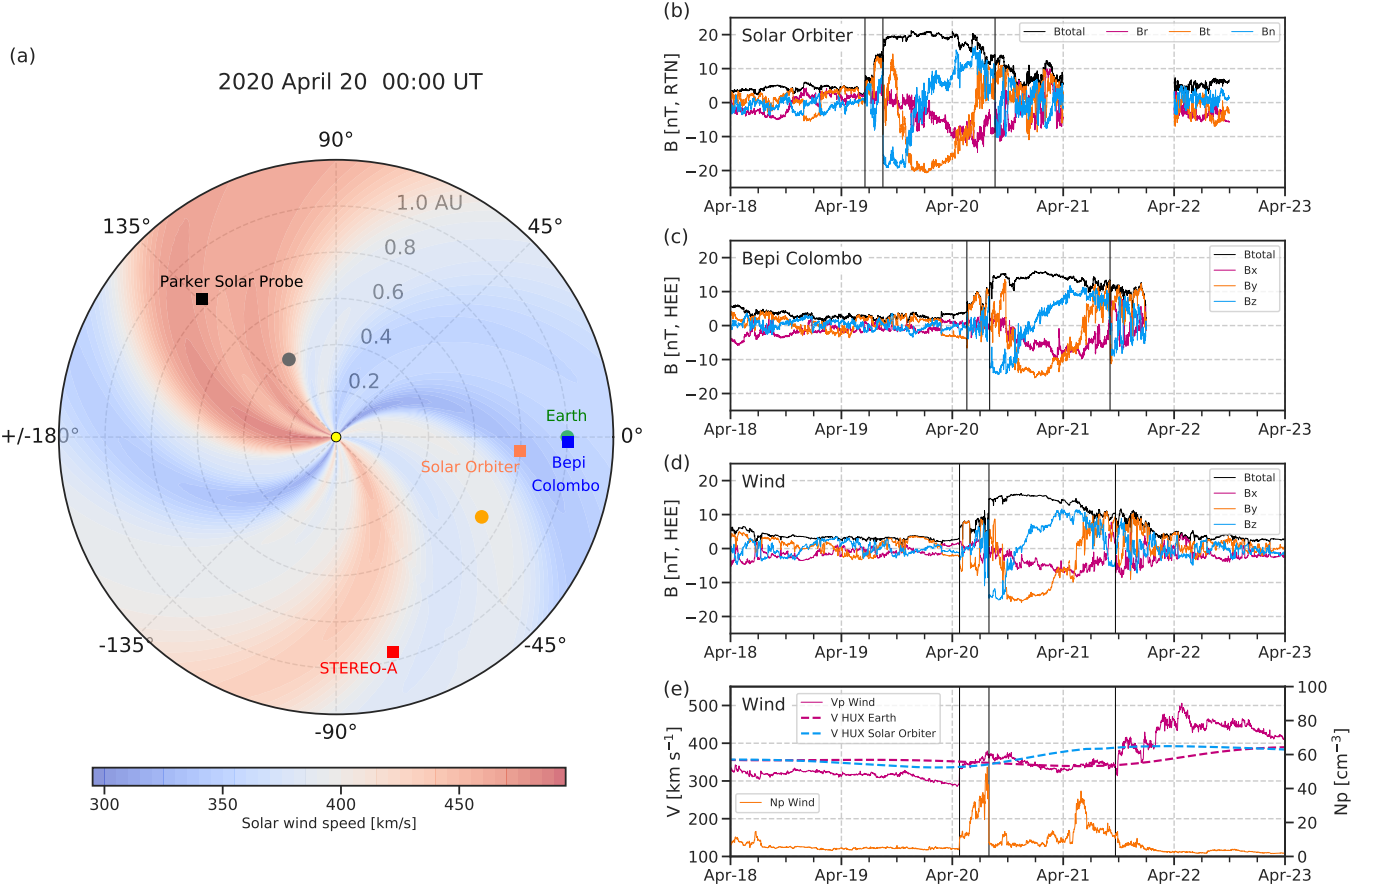 (a)
2020 April 20  00:00 UT
90°
135°
45°
1.0 AU
0.8
0.6
0.4
0.2
Parker Solar Probe
+/-180°
0°
Earth
Solar Orbiter
Bepi
Colombo
STEREO-A
-135°
-45°
-90°
300
350
400
450
Solar wind speed [km/s]
(b)
Solar Orbiter
Btotal
Br
Bt
Bn
B [nT, RTN]
20
10
0
−10
−20
Apr-18
Apr-19
Apr-20
Apr-21
Apr-22
Apr-23
(c)
Bepi Colombo
Btotal
Bx
By
Bz
B [nT, HEE]
20
10
0
−10
−20
Apr-18
Apr-19
Apr-20
Apr-21
Apr-22
Apr-23
(d)
Wind
Btotal
Bx
By
Bz
B [nT, HEE]
20
10
0
−10
−20
Apr-18
Apr-19
Apr-20
Apr-21
Apr-22
Apr-23
(e)
Wind
Vp Wind
V HUX Earth
V HUX Solar Orbiter
Np Wind
V [km s⁻¹]
500
400
300
200
100
Np [cm⁻³]
100
80
60
40
20
0
Apr-18
Apr-19
Apr-20
Apr-21
Apr-22
Apr-23